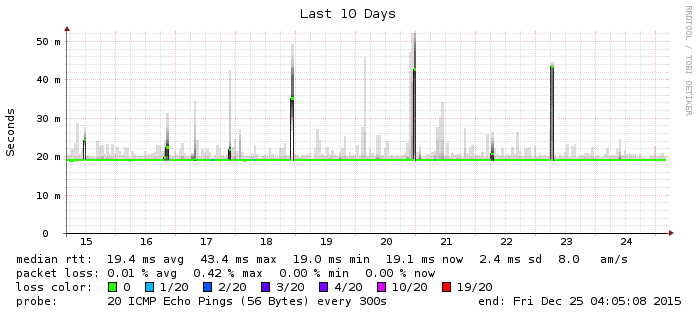 Last 10 Days
RRDTOOL / TOBI OETIKER
Seconds
50 m
40 m
30 m
20 m
10 m
0
15 16 17 18 19 20 21 22 23 24
median rtt: 19.4 ms avg 43.4 ms max 19.0 ms min 19.1 ms now 2.4 ms sd 8.0 am/s
packet loss: 0.01 % avg 0.42 % max 0.00 % min 0.00 % now
loss color: 0 1/20 2/20 3/20 4/20 10/20 19/20
probe: 20 ICMP Echo Pings (56 Bytes) every 300s end: Fri Dec 25 04:05:08 2015